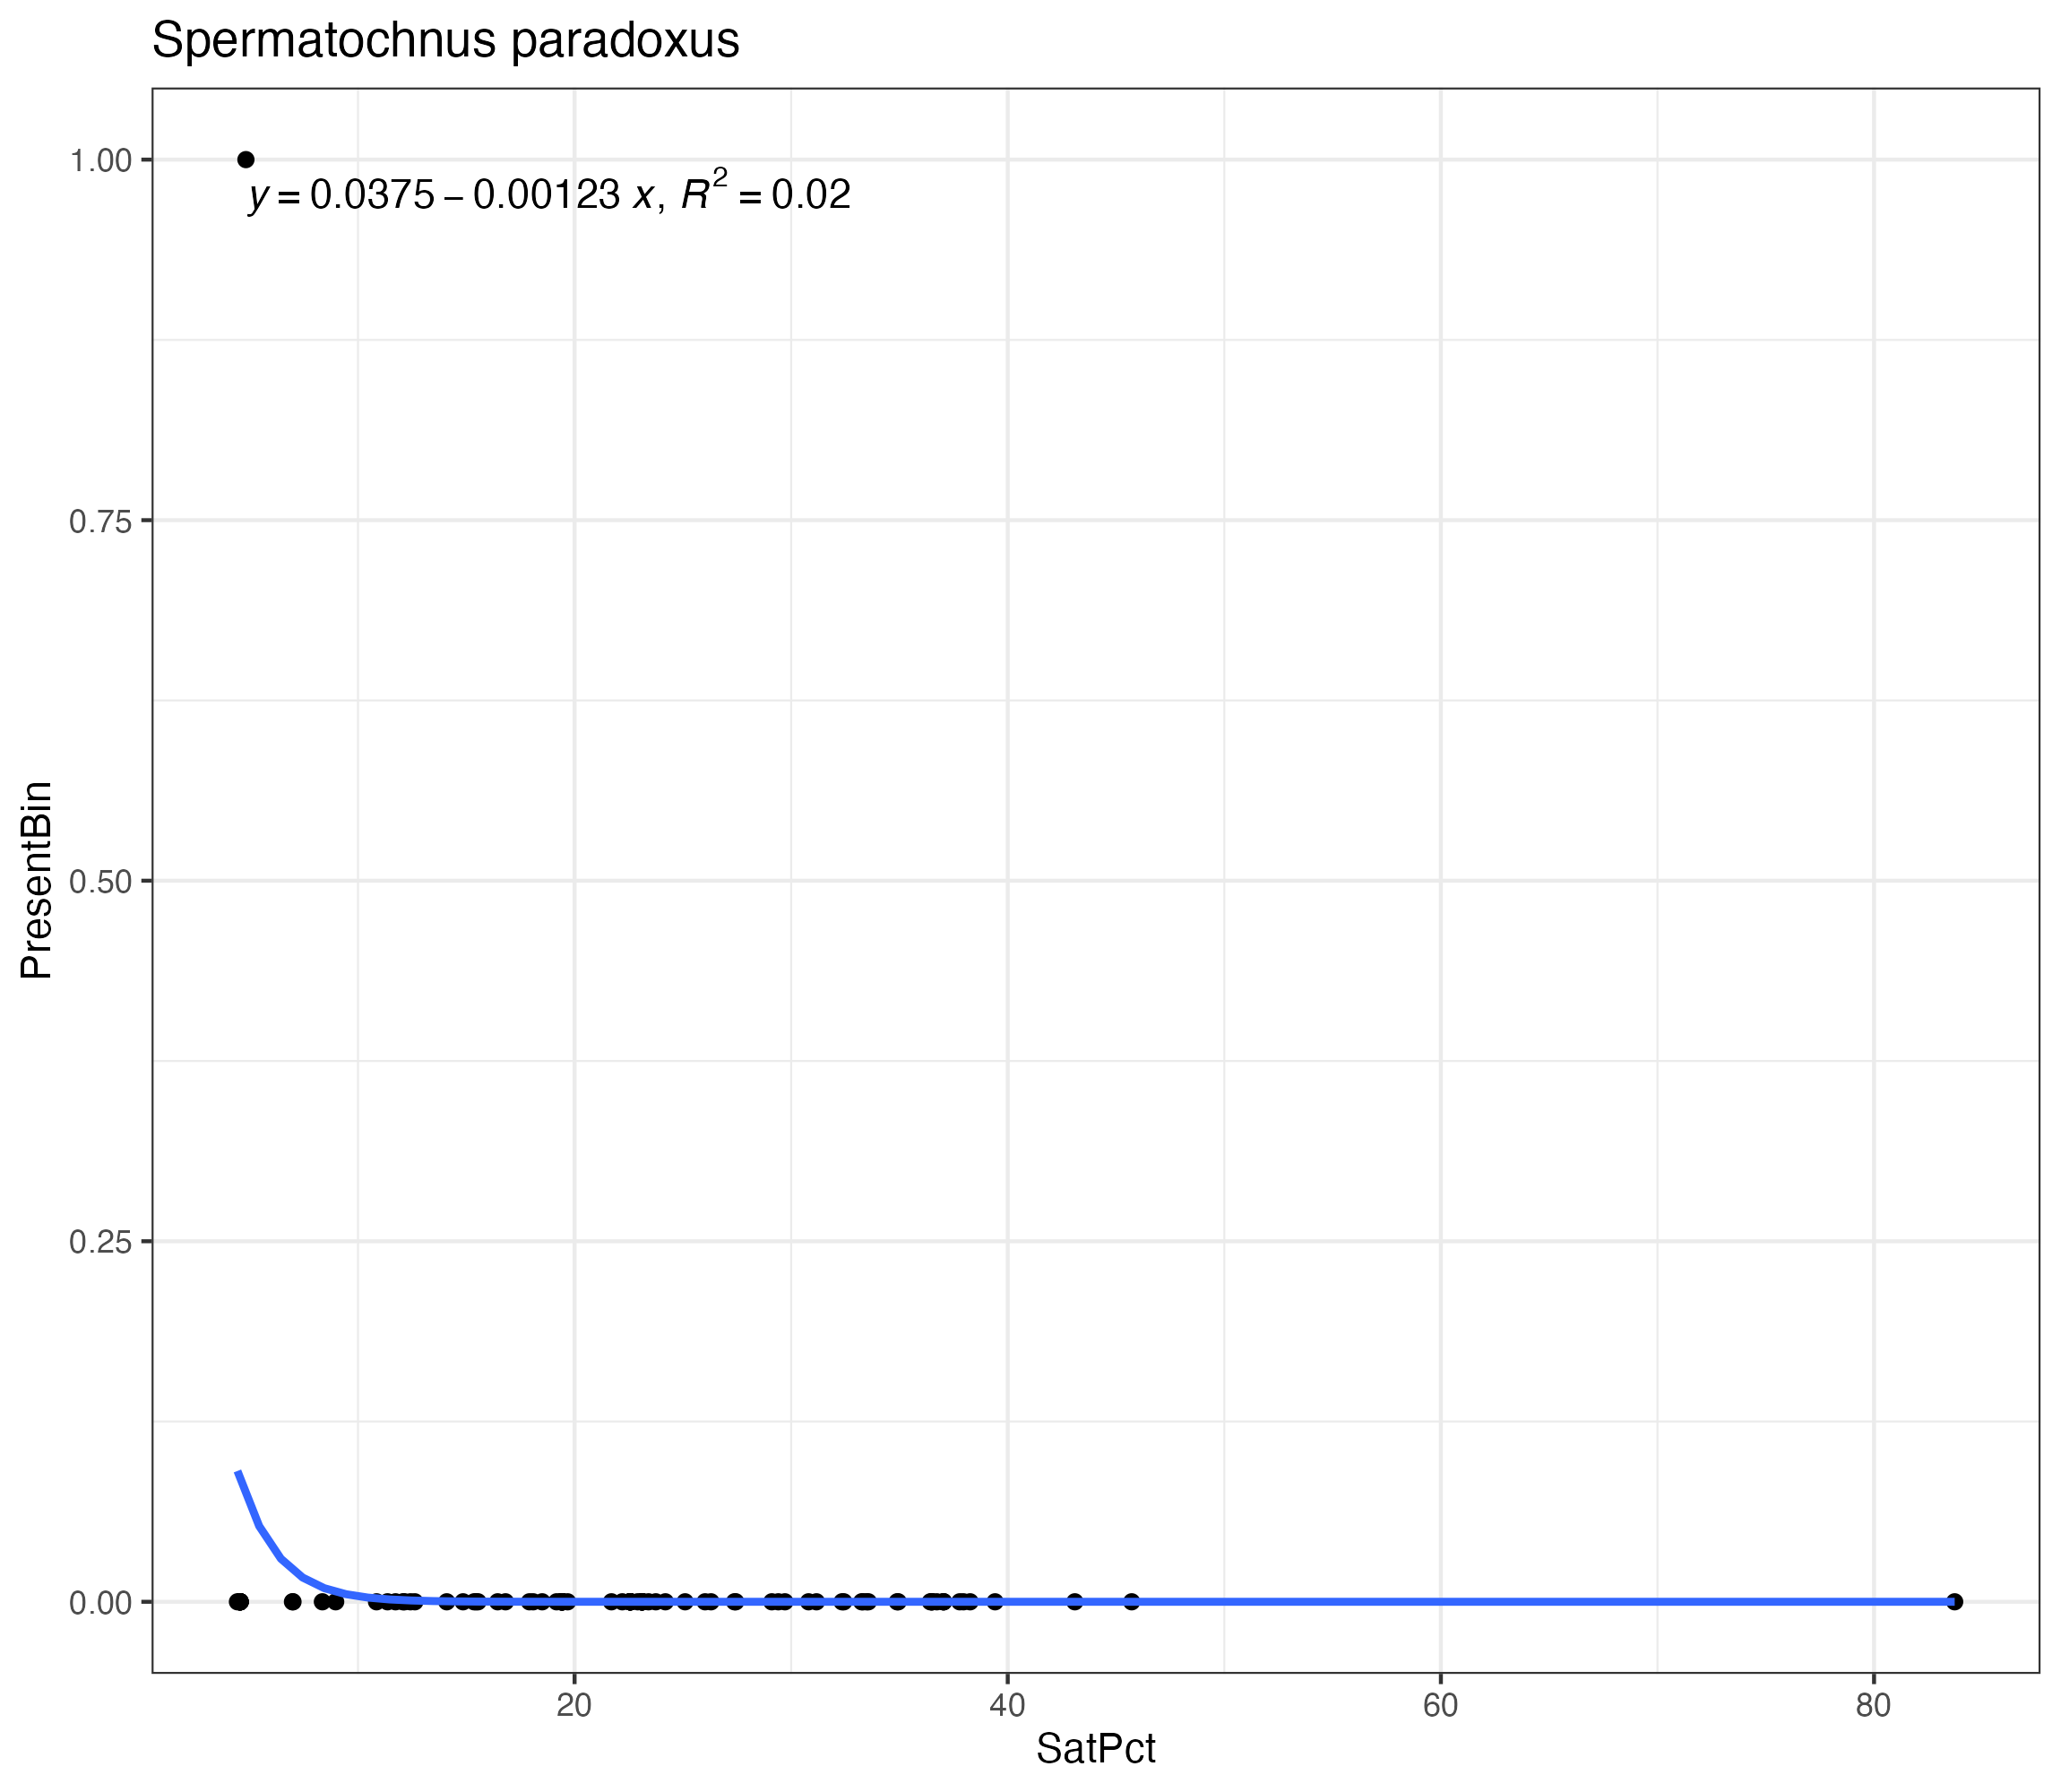 Spermatochnus paradoxus
y = 0.0375 − 0.00123 x, R² = 0.02
1.00
0.75
0.50
0.25
0.00
PresentBin
20 40 60 80
SatPct